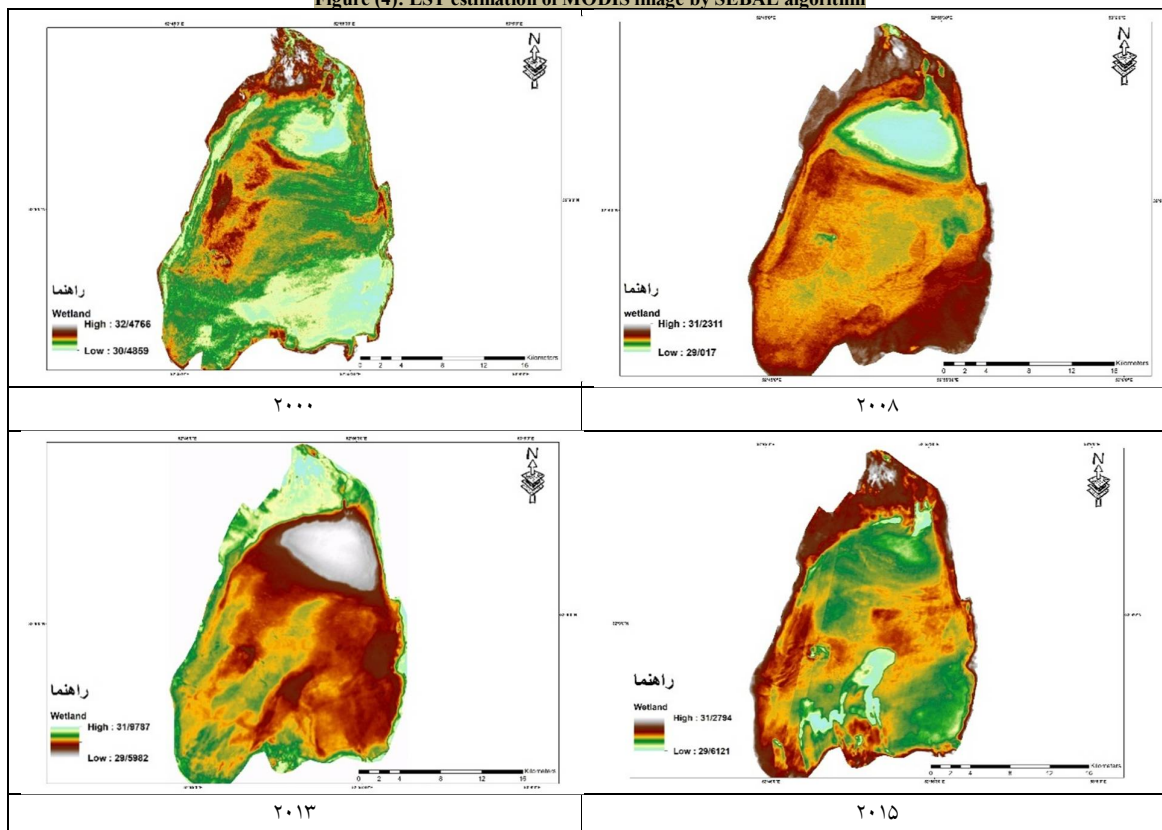 Figure (4): LST estimation of MODIS image by SEBAL algorithm
N
راهنما
Wetland
High : 32/4766
Low : 30/4859
0 2 4 8 12 16
Kilometers
۲۰۰۰
N
راهنما
wetland
High : 31/2311
Low : 29/017
0 2 4 8 12 16
Kilometers
۲۰۰۸
N
راهنما
Wetland
High : 31/9787
Low : 29/5982
0 2 4 8 12 16
Kilometers
۲۰۱۳
N
راهنما
Wetland
High : 31/2794
Low : 29/6121
0 2 4 8 12 16
Kilometers
۲۰۱۵